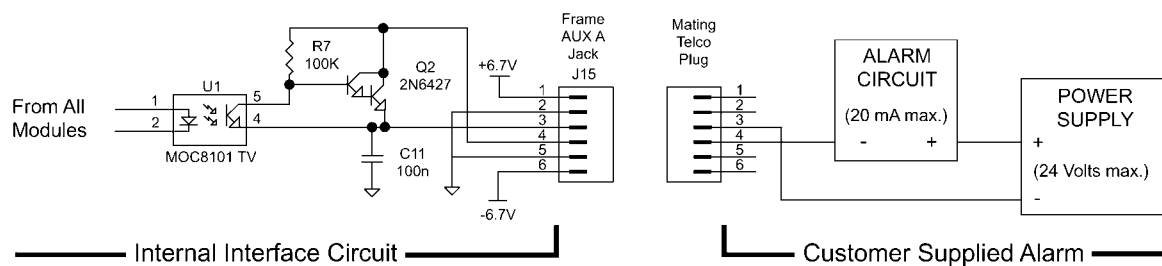 Frame
AUX A
Jack
J15
Mating
Telco
Plug
R7
100K
Q2
2N6427
+6.7V
U1
From All
Modules
1
2
5
4
MOC8101 TV
C11
100n
1
2
3
4
5
6
-6.7V
1
2
3
4
5
6
ALARM
CIRCUIT
(20 mA max.)
- +
POWER
SUPPLY
+
(24 Volts max.)
-
Internal Interface Circuit
Customer Supplied Alarm